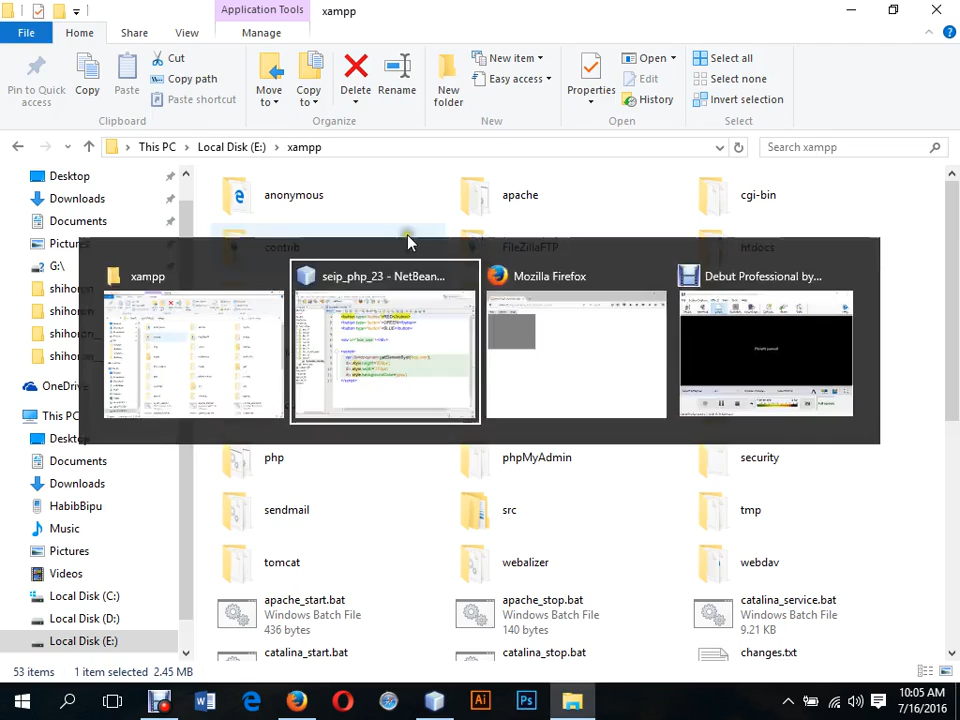 Application Tools
xampp
File
Home
Share
View
Manage
Pin to Quick access
Copy
Paste
Cut
Copy path
Paste shortcut
Move to
Copy to
Delete
Rename
New folder
New item
Easy access
Properties
Open
Edit
History
Select all
Select none
Invert selection
Clipboard
Organize
New
Open
Select
This PC
Local Disk (E:)
xampp
Search xampp
Desktop
Downloads
Documents
Pictures
G:\
OneDrive
This PC
Desktop
Documents
Downloads
HabibBipu
Music
Pictures
Videos
Local Disk (C:)
Local Disk (D:)
Local Disk (E:)
anonymous
apache
cgi-bin
contrib
FileZillaFTP
htdocs
xampp
seip_php_23 - NetBean...
Mozilla Firefox
Debut Professional by...
php
phpMyAdmin
security
sendmail
src
tmp
tomcat
webalizer
webdav
apache_start.bat
Windows Batch File
436 bytes
apache_stop.bat
Windows Batch File
140 bytes
catalina_service.bat
Windows Batch File
9.21 KB
catalina_start.bat
catalina_stop.bat
changes.txt
53 items
1 item selected 2.45 MB
10:05 AM
7/16/2016